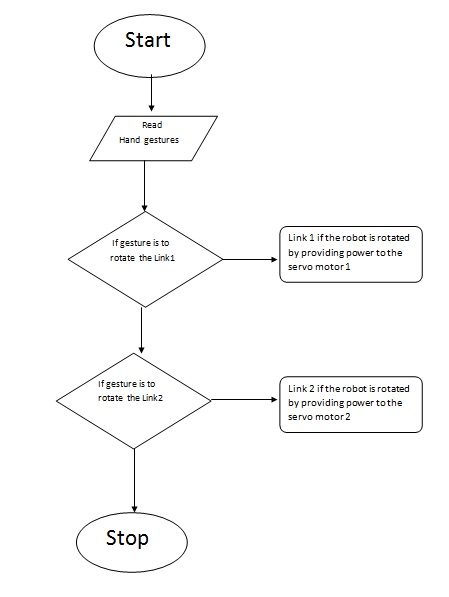 Start
Read
Hand gestures
If gesture is to
rotate the Link1
Link 1 if the robot is rotated
by providing power to the
servo motor 1
If gesture is to
rotate the Link2
Link 2 if the robot is rotated
by providing power to the
servo motor 2
Stop